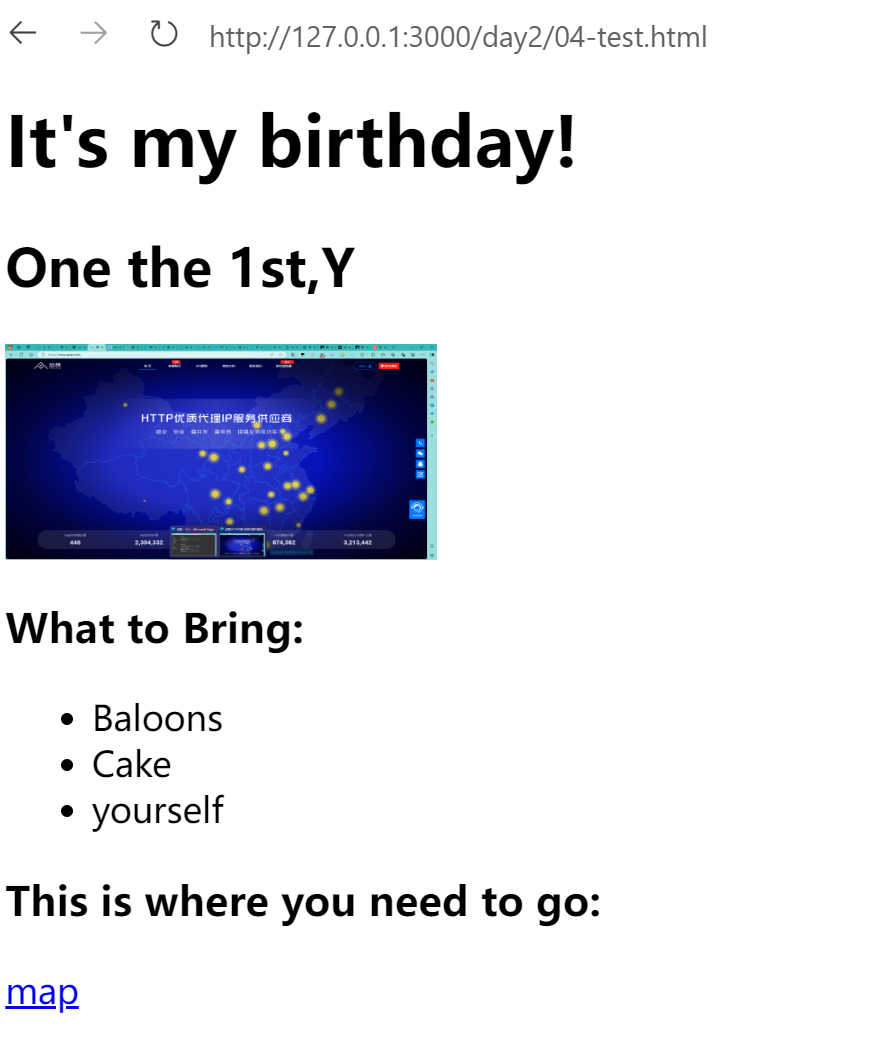 http://127.0.0.1:3000/day2/04-test.html
It's my birthday!
One the 1st,Y
HTTP优质代理IP服务供应商
448
2,304,332
674,362
3,213,442
What to Bring:
Baloons
Cake
yourself
This is where you need to go:
map